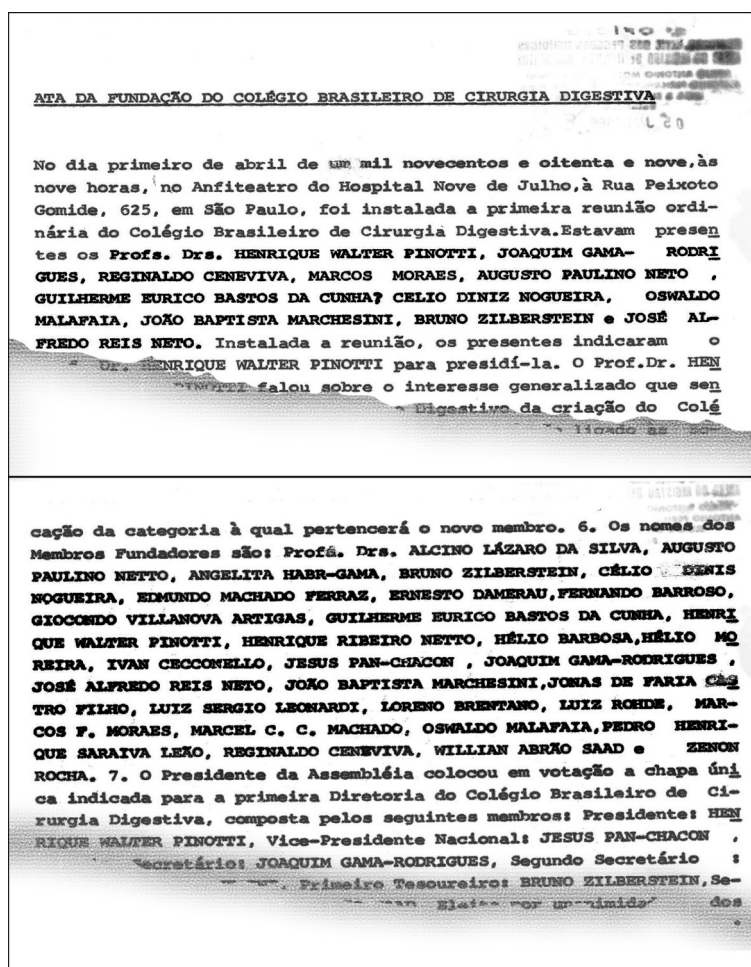 ATA DA FUNDAÇÃO DO COLÉGIO BRASILEIRO DE CIRURGIA DIGESTIVA
No dia primeiro de abril de um mil novecentos e oitenta e nove,às
nove horas, no Anfiteatro do Hospital Nove de Julho,à Rua Peixoto
Gomide, 625, em São Paulo, foi instalada a primeira reunião ordi-
nária do Colégio Brasileiro de Cirurgia Digestiva.Estavam presen
tes os Profs. Drs. HENRIQUE WALTER PINOTTI, JOAQUIM GAMA- RODRI
GUES, REGINALDO CENEVIVA, MARCOS MORAES, AUGUSTO PAULINO NETO ,
GUILHERME EURICO BASTOS DA CUNHA? CELIO DINIZ NOGUEIRA, OSWALDO
MALAFAIA, JOÃO BAPTISTA MARCHESINI, BRUNO ZILBERSTEIN e JOSÉ AL-
FREDO REIS NETO. Instalada a reunião, os presentes indicaram o
Dr. HENRIQUE WALTER PINOTTI para presidí-la. O Prof.Dr. HEN
PINOTTI falou sobre o interesse generalizado que sen
Digestivo da criação do Colé
ligado às so-
cação da categoria à qual pertencerá o novo membro. 6. Os nomes dos
Membros Fundadores são: Profs. Drs. ALCINO LÁZARO DA SILVA, AUGUSTO
PAULINO NETTO, ANGELITA HABR-GAMA, BRUNO ZILBERSTEIN, CÉLIO DINIS
NOGUEIRA, EDMUNDO MACHADO FERRAZ, ERNESTO DAMERAU,FERNANDO BARROSO,
GIOCONDO VILLANOVA ARTIGAS, GUILHERME EURICO BASTOS DA CUNHA, HENRI
QUE WALTER PINOTTI, HENRIQUE RIBEIRO NETTO, HÉLIO BARBOSA,HÉLIO MO
REIRA, IVAN CECCONELLO, JESUS PAN-CHACON , JOAQUIM GAMA-RODRIGUES ,
JOSÉ ALFREDO REIS NETO, JOÃO BAPTISTA MARCHESINI,JONAS DE FARIA CAS
TRO FILHO, LUIZ SERGIO LEONARDI, LORENO BRENTANO, LUIZ ROHDE, MAR-
COS F. MORAES, MARCEL C. C. MACHADO, OSWALDO MALAFAIA,PEDRO HENRI-
QUE SARAIVA LEÃO, REGINALDO CENEVIVA, WILLIAN ABRÃO SAAD e ZENON
ROCHA. 7. O Presidente da Assembléia colocou em votação a chapa úni
ca indicada para a primeira Diretoria do Colégio Brasileiro de Ci-
rurgia Digestiva, composta pelos seguintes membros: Presidente: HEN
RIQUE WALTER PINOTTI, Vice-Presidente Nacional: JESUS PAN-CHACON ,
Secretário: JOAQUIM GAMA-RODRIGUES, Segundo Secretário :
Primeiro Tesoureiro: BRUNO ZILBERSTEIN,Se-
Eleita por unanimidad dos